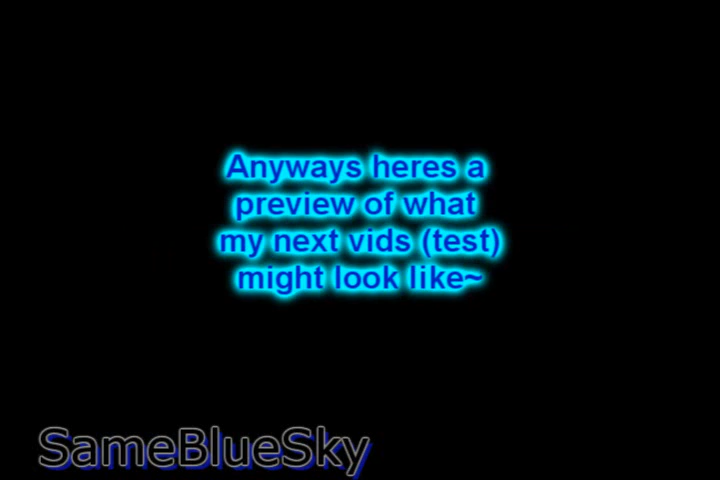 Anyways heres a
preview of what
my next vids (test)
might look like~
SameBlueSky